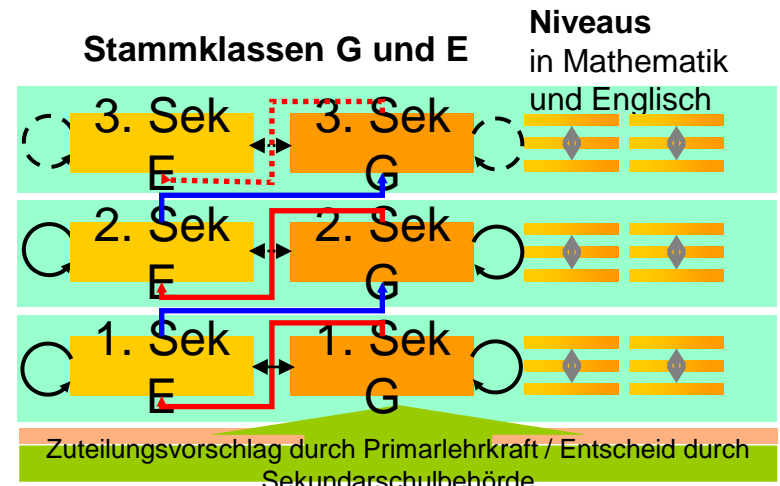 Stammklassen G und E
Niveaus
in Mathematik
und Englisch
3. Sek
E
3. Sek
G
2. Sek
E
2. Sek
G
1. Sek
E
1. Sek
G
Zuteilungsvorschlag durch Primarlehrkraft / Entscheid durch
Sekundarschulbehörde